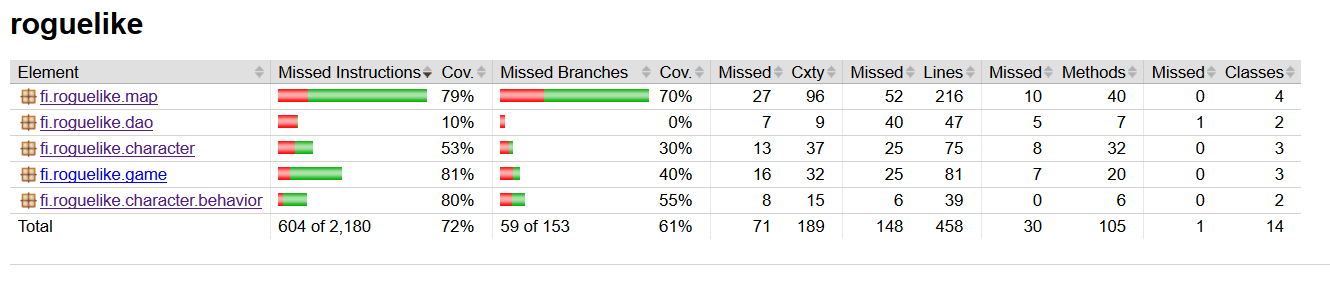 roguelike
Element Missed Instructions Cov. Missed Branches Cov. Missed Cxty Missed Lines Missed Methods Missed Classes
fi.roguelike.map 79% 70% 27 96 52 216 10 40 0 4
fi.roguelike.dao 10% 0% 7 9 40 47 5 7 1 2
fi.roguelike.character 53% 30% 13 37 25 75 8 32 0 3
fi.roguelike.game 81% 40% 16 32 25 81 7 20 0 3
fi.roguelike.character.behavior 80% 55% 8 15 6 39 0 6 0 2
Total 604 of 2,180 72% 59 of 153 61% 71 189 148 458 30 105 1 14